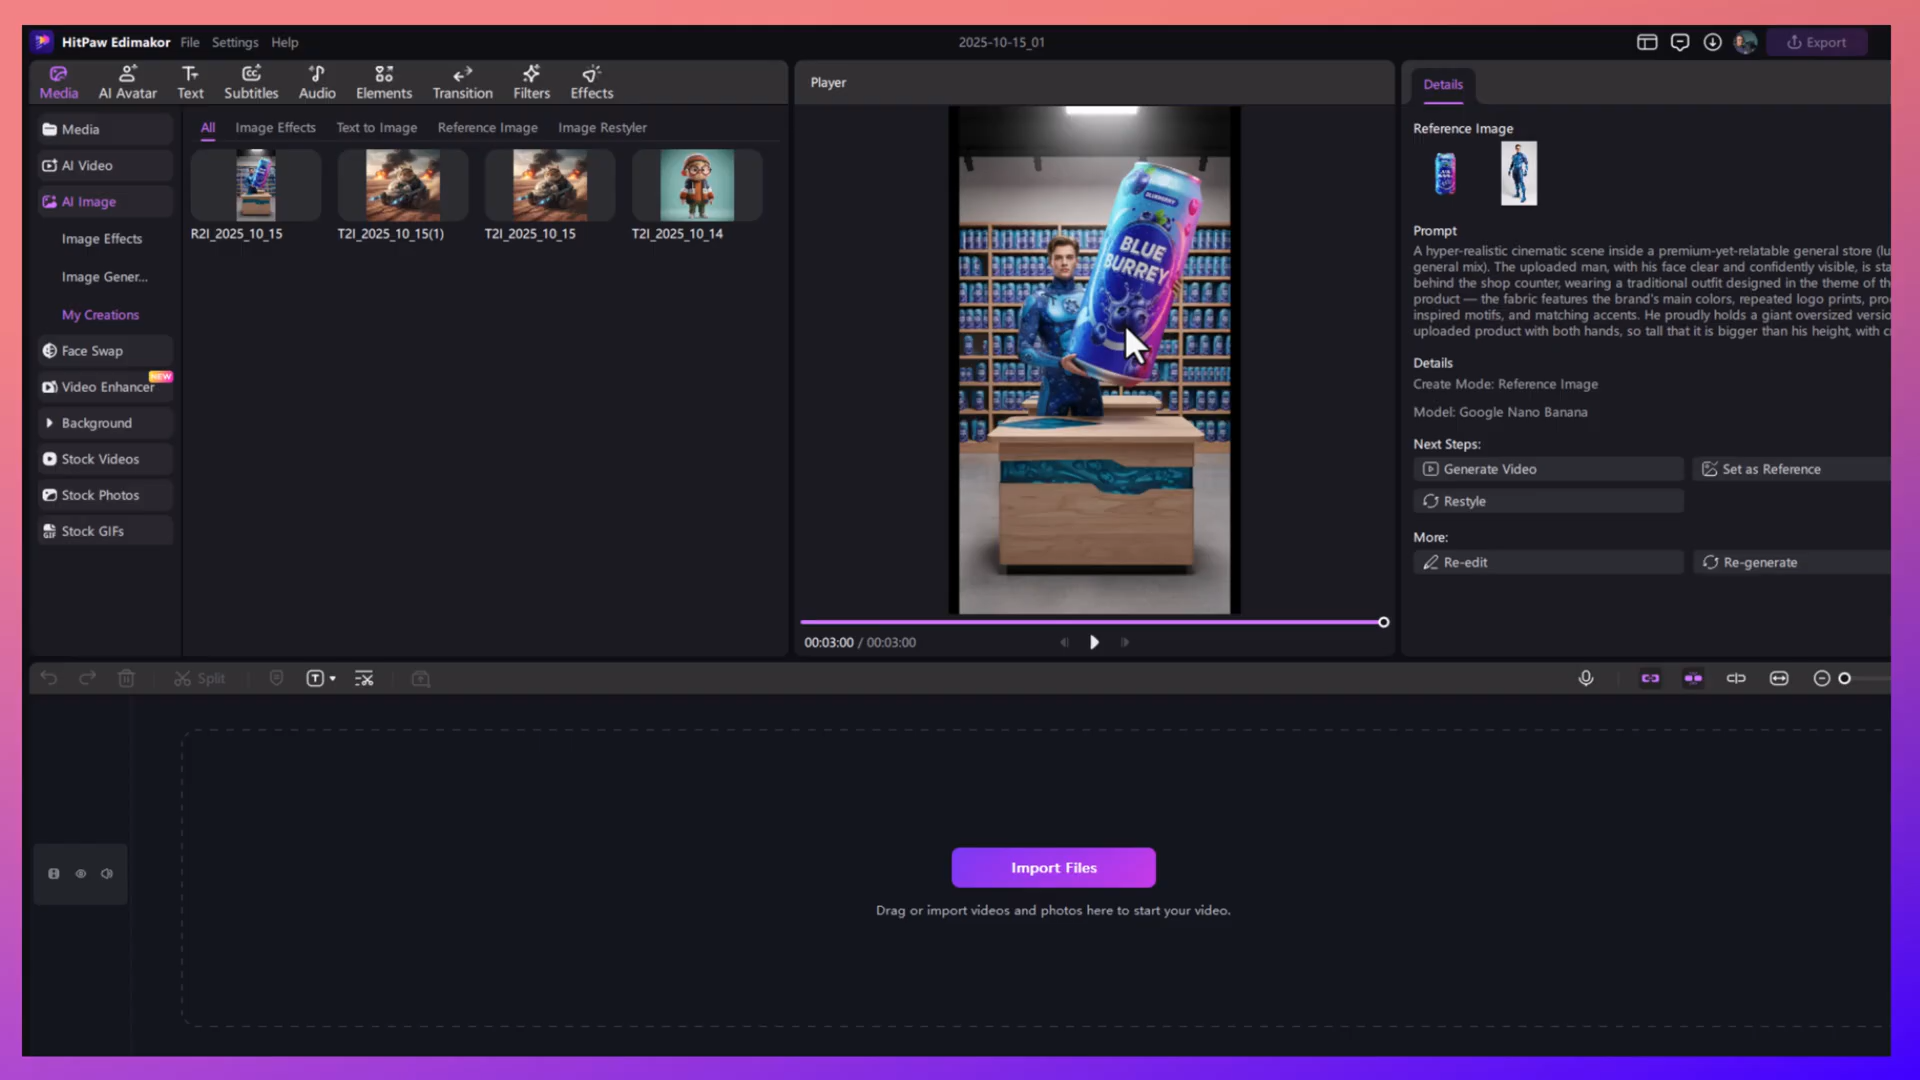 HitPaw Edimakor File Settings Help
2025-10-15_01
Export
Media AI Avatar Text Subtitles Audio Elements Transition Filters Effects
Media
AI Video
AI Image
Image Effects
Image Gener...
My Creations
Face Swap
Video Enhancer
NEW
Background
Stock Videos
Stock Photos
GIF
Stock GIFs
All Image Effects Text to Image Reference Image Image Restyler
R2I_2025_10_15 T2I_2025_10_15(1) T2I_2025_10_15 T2I_2025_10_14
Player
BLUEBERRY
BLUE
BURREY
00:03:00 / 00:03:00
Details
Reference Image
Prompt
A hyper-realistic cinematic scene inside a premium-yet-relatable general store (lu
general mix). The uploaded man, with his face clear and confidently visible, is sta
behind the shop counter, wearing a traditional outfit designed in the theme of th
product — the fabric features the brand's main colors, repeated logo prints, pro
inspired motifs, and matching accents. He proudly holds a giant oversized versio
uploaded product with both hands, so tall that it is bigger than his height, with c
Details
Create Mode: Reference Image
Model: Google Nano Banana
Next Steps:
Generate Video Set as Reference
Restyle
More:
Re-edit Re-generate
Split
Import Files
Drag or import videos and photos here to start your video.